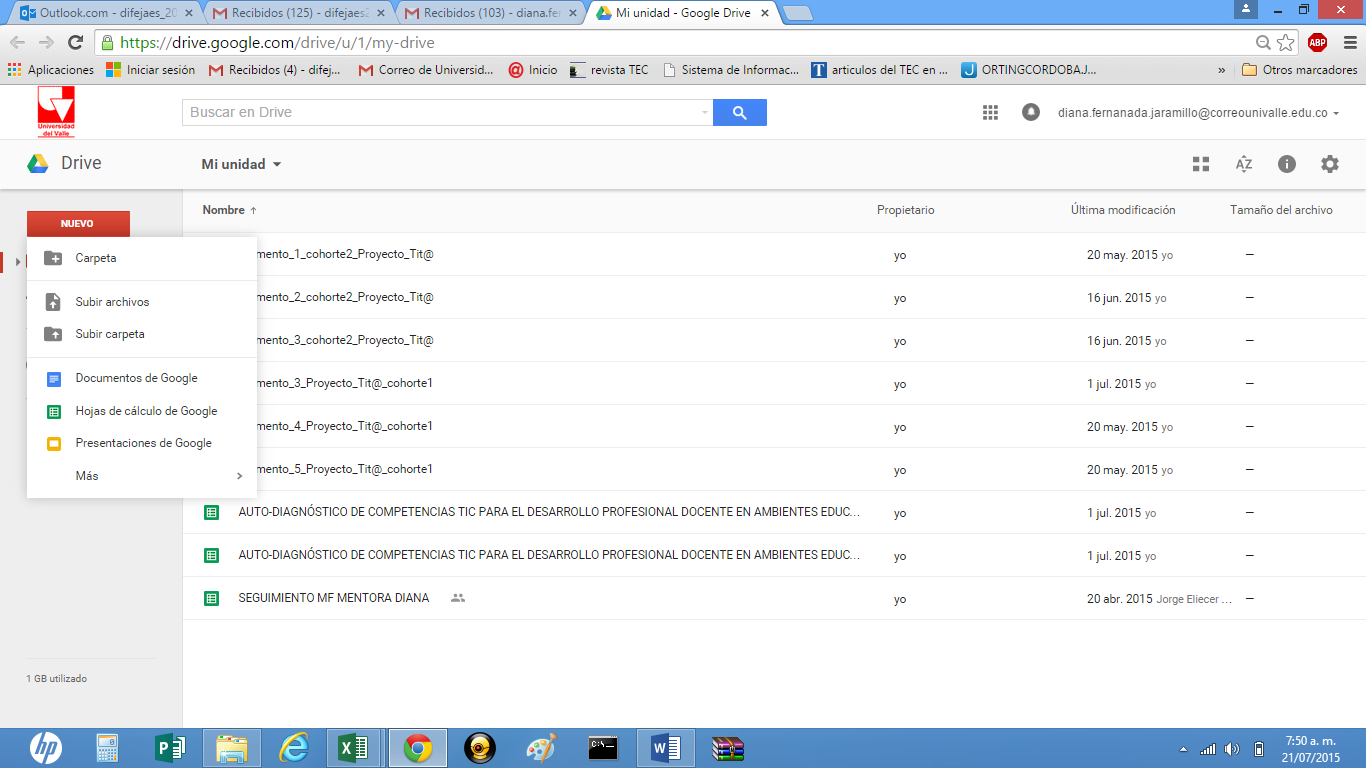 Outlook.com - difejaes_20
Recibidos (125) - difejaes2
Recibidos (103) - diana.fer
Mi unidad - Google Drive
https://drive.google.com/drive/u/1/my-drive
ABP
Aplicaciones
Iniciar sesión
Recibidos (4) - difej...
Correo de Universid...
Inicio
revista TEC
Sistema de Informac...
articulos del TEC en ...
ORTINGCORDOBA.J...
»
Otros marcadores
Universidad
del Valle
Buscar en Drive
diana.fernanada.jaramillo@correounivalle.edu.co
Drive
Mi unidad
AZ
NUEVO
Nombre
Propietario
Última modificación
Tamaño del archivo
Carpeta
Subir archivos
Subir carpeta
Documentos de Google
Hojas de cálculo de Google
Presentaciones de Google
Más
mento_1_cohorte2_Proyecto_Tit@ yo 20 may. 2015 yo —
mento_2_cohorte2_Proyecto_Tit@ yo 16 jun. 2015 yo —
mento_3_cohorte2_Proyecto_Tit@ yo 16 jun. 2015 yo —
mento_3_Proyecto_Tit@_cohorte1 yo 1 jul. 2015 yo —
mento_4_Proyecto_Tit@_cohorte1 yo 20 may. 2015 yo —
mento_5_Proyecto_Tit@_cohorte1 yo 20 may. 2015 yo —
AUTO-DIAGNÓSTICO DE COMPETENCIAS TIC PARA EL DESARROLLO PROFESIONAL DOCENTE EN AMBIENTES EDUC... yo 1 jul. 2015 yo —
AUTO-DIAGNÓSTICO DE COMPETENCIAS TIC PARA EL DESARROLLO PROFESIONAL DOCENTE EN AMBIENTES EDUC... yo 1 jul. 2015 yo —
SEGUIMIENTO MF MENTORA DIANA yo 20 abr. 2015 Jorge Eliecer ... —
1 GB utilizado
7:50 a. m.
21/07/2015